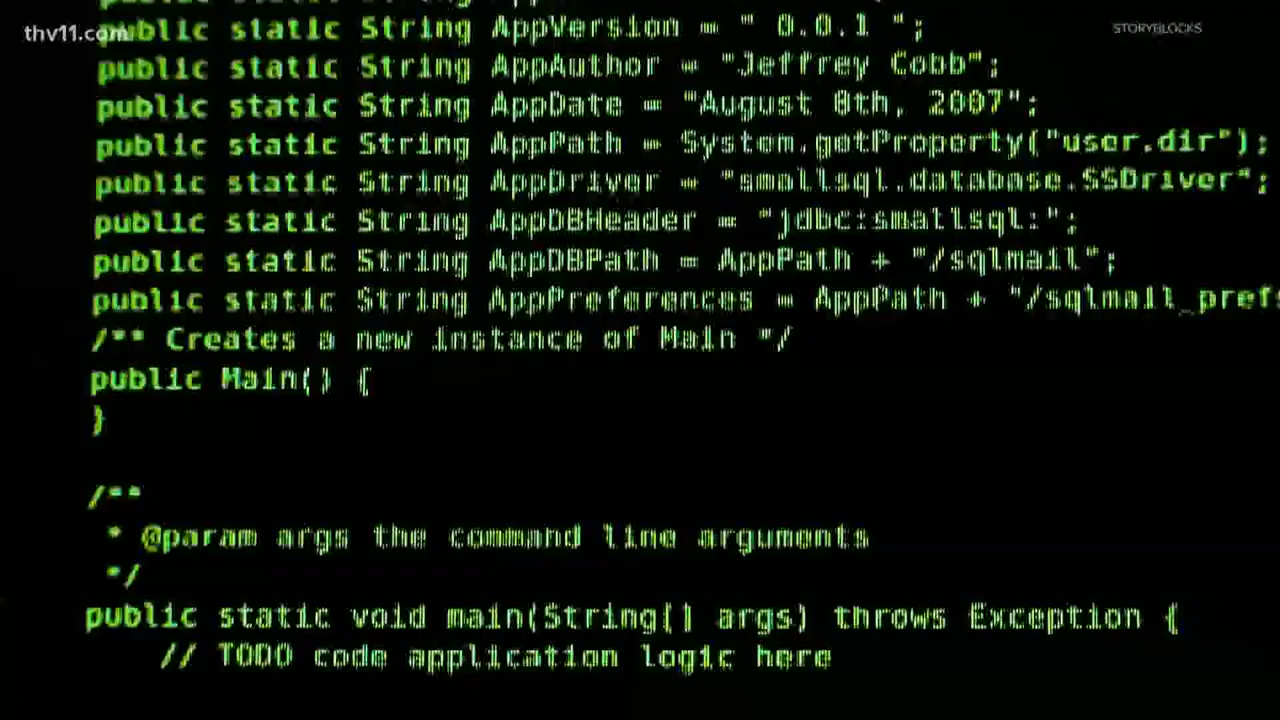 public static String AppVersion = " 0.0.1 ";
thv11.com
STORYBLOCKS
public static String AppAuthor = "Jeffrey Cobb";
public static String AppDate = "August 8th, 2007";
public static String AppPath = System.getProperty("user.dir");
public static String AppDriver = "smallsql.database.SSDriver";
public static String AppDBHeader = "jdbc:smallsql:";
public static String AppDBPath = AppPath + "/sqlmail";
public static String AppPreferences = AppPath + "/sqlmail_pref
/** Creates a new instance of Main */
public Main() {
}
/**
* @param args the command line arguments
*/
public static void main(String[] args) throws Exception {
// TODO code application logic here